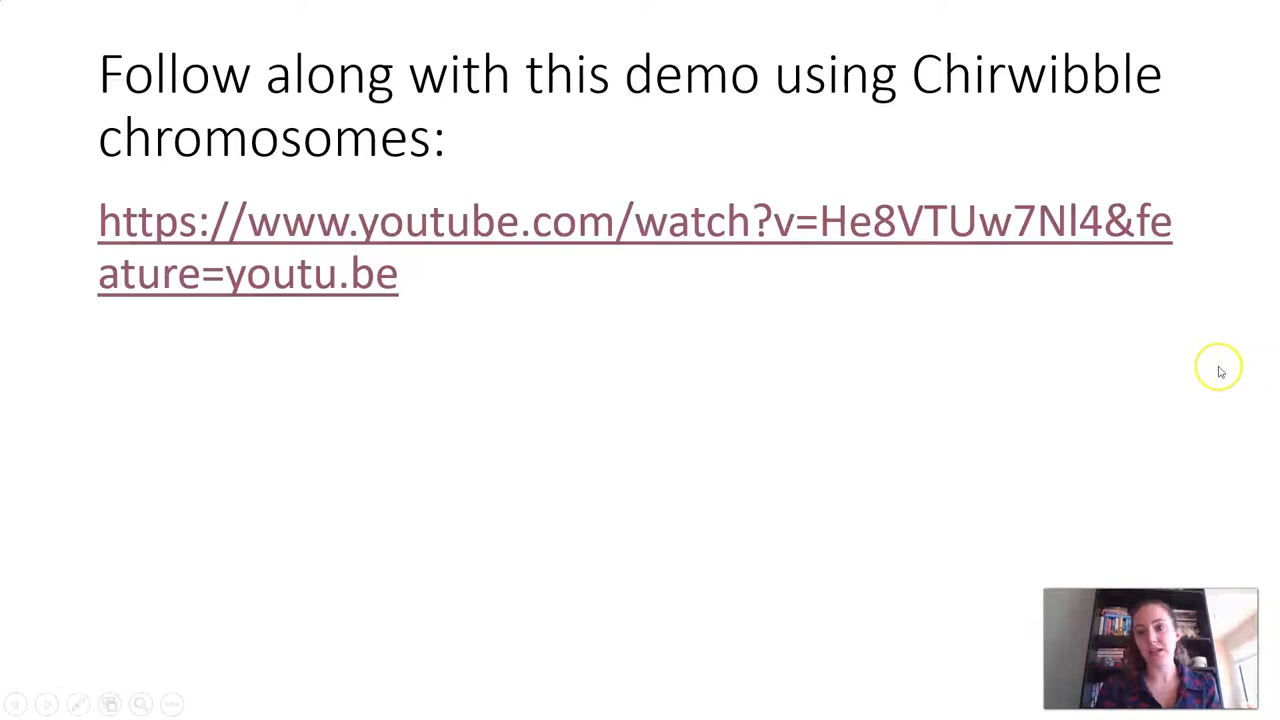 Follow along with this demo using Chirwibble
chromosomes:
https://www.youtube.com/watch?v=He8VTUw7Nl4&fe
ature=youtu.be